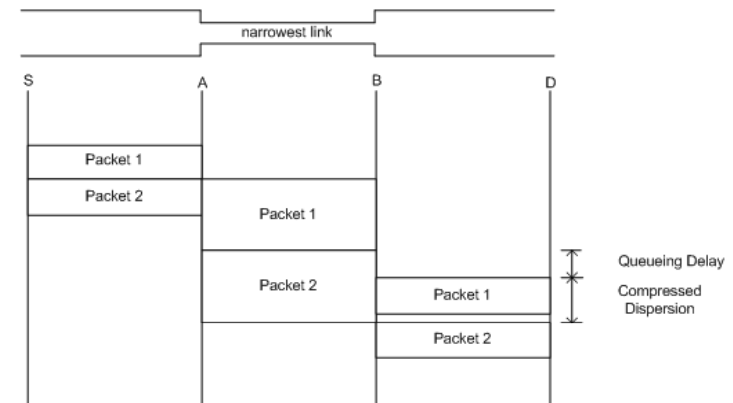 narrowest link
S
A
B
D
Packet 1
Packet 2
Packet 1
Packet 2
Queueing Delay
Packet 1
Compressed
Dispersion
Packet 2